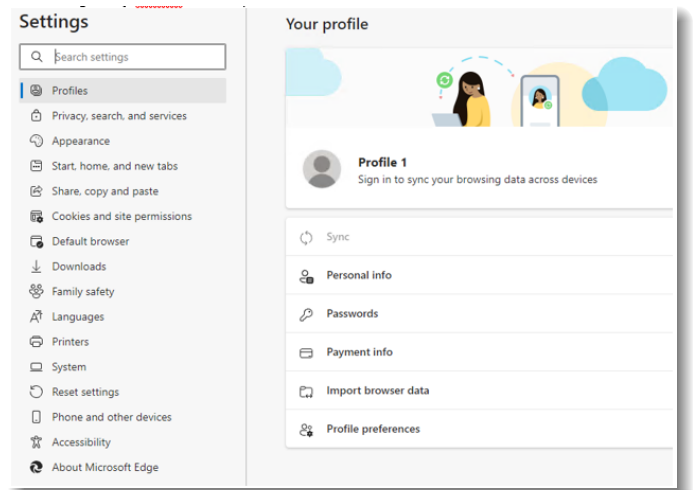 Settings
Search settings
Profiles
Privacy, search, and services
Appearance
Start, home, and new tabs
Share, copy and paste
Cookies and site permissions
Default browser
Downloads
Family safety
Languages
Printers
System
Reset settings
Phone and other devices
Accessibility
About Microsoft Edge
Your profile
Profile 1
Sign in to sync your browsing data across devices
Sync
Personal info
Passwords
Payment info
Import browser data
Profile preferences